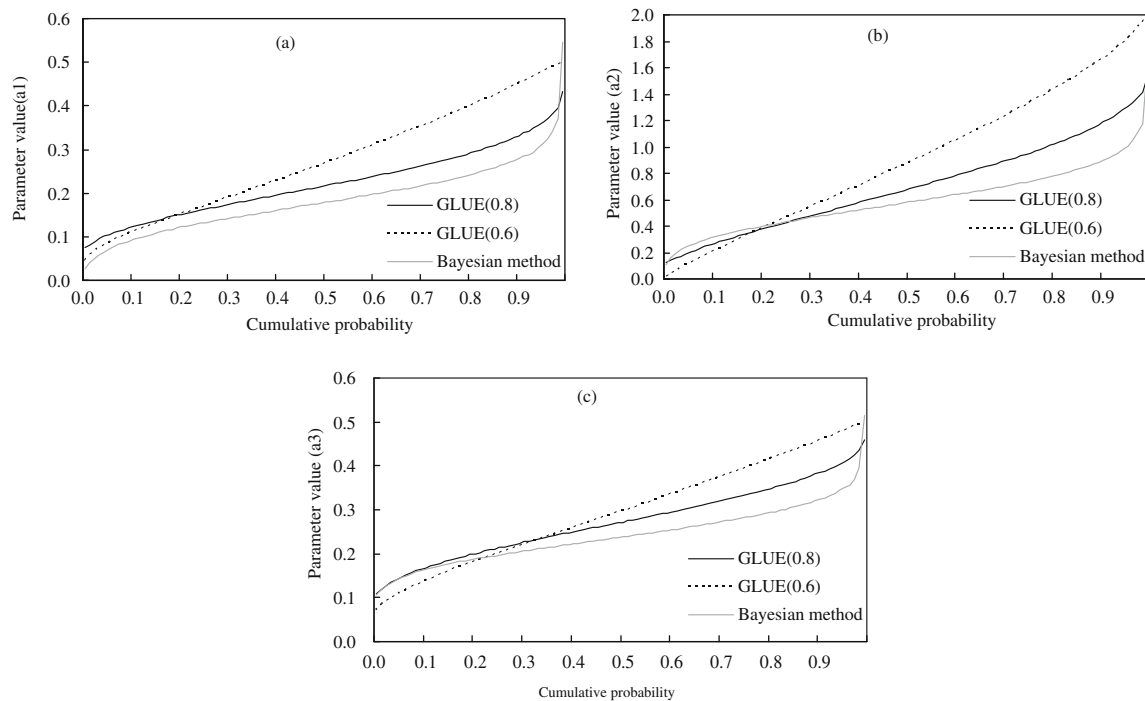 (a)
Parameter value(a1)
0.6
0.5
0.4
0.3
0.2
0.1
0.0
GLUE(0.8)
GLUE(0.6)
Bayesian method
0.0 0.1 0.2 0.3 0.4 0.5 0.6 0.7 0.8 0.9
Cumulative probability
(b)
Parameter value (a2)
2.0
1.8
1.6
1.4
1.2
1.0
0.8
0.6
0.4
0.2
0.0
GLUE(0.8)
GLUE(0.6)
Bayesian method
0.0 0.1 0.2 0.3 0.4 0.5 0.6 0.7 0.8 0.9
Cumulative probability
(c)
Parameter value (a3)
0.6
0.5
0.4
0.3
0.2
0.1
0.0
GLUE(0.8)
GLUE(0.6)
Bayesian method
0.0 0.1 0.2 0.3 0.4 0.5 0.6 0.7 0.8 0.9
Cumulative probability